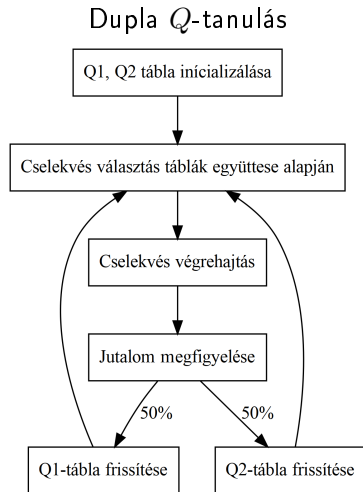 Dupla Q-tanulás
Q1, Q2 tábla inícializálása
Cselekvés választás táblák együttese alapján
Cselekvés végrehajtás
Jutalom megfigyelése
50%
50%
Q1-tábla frissítése
Q2-tábla frissítése